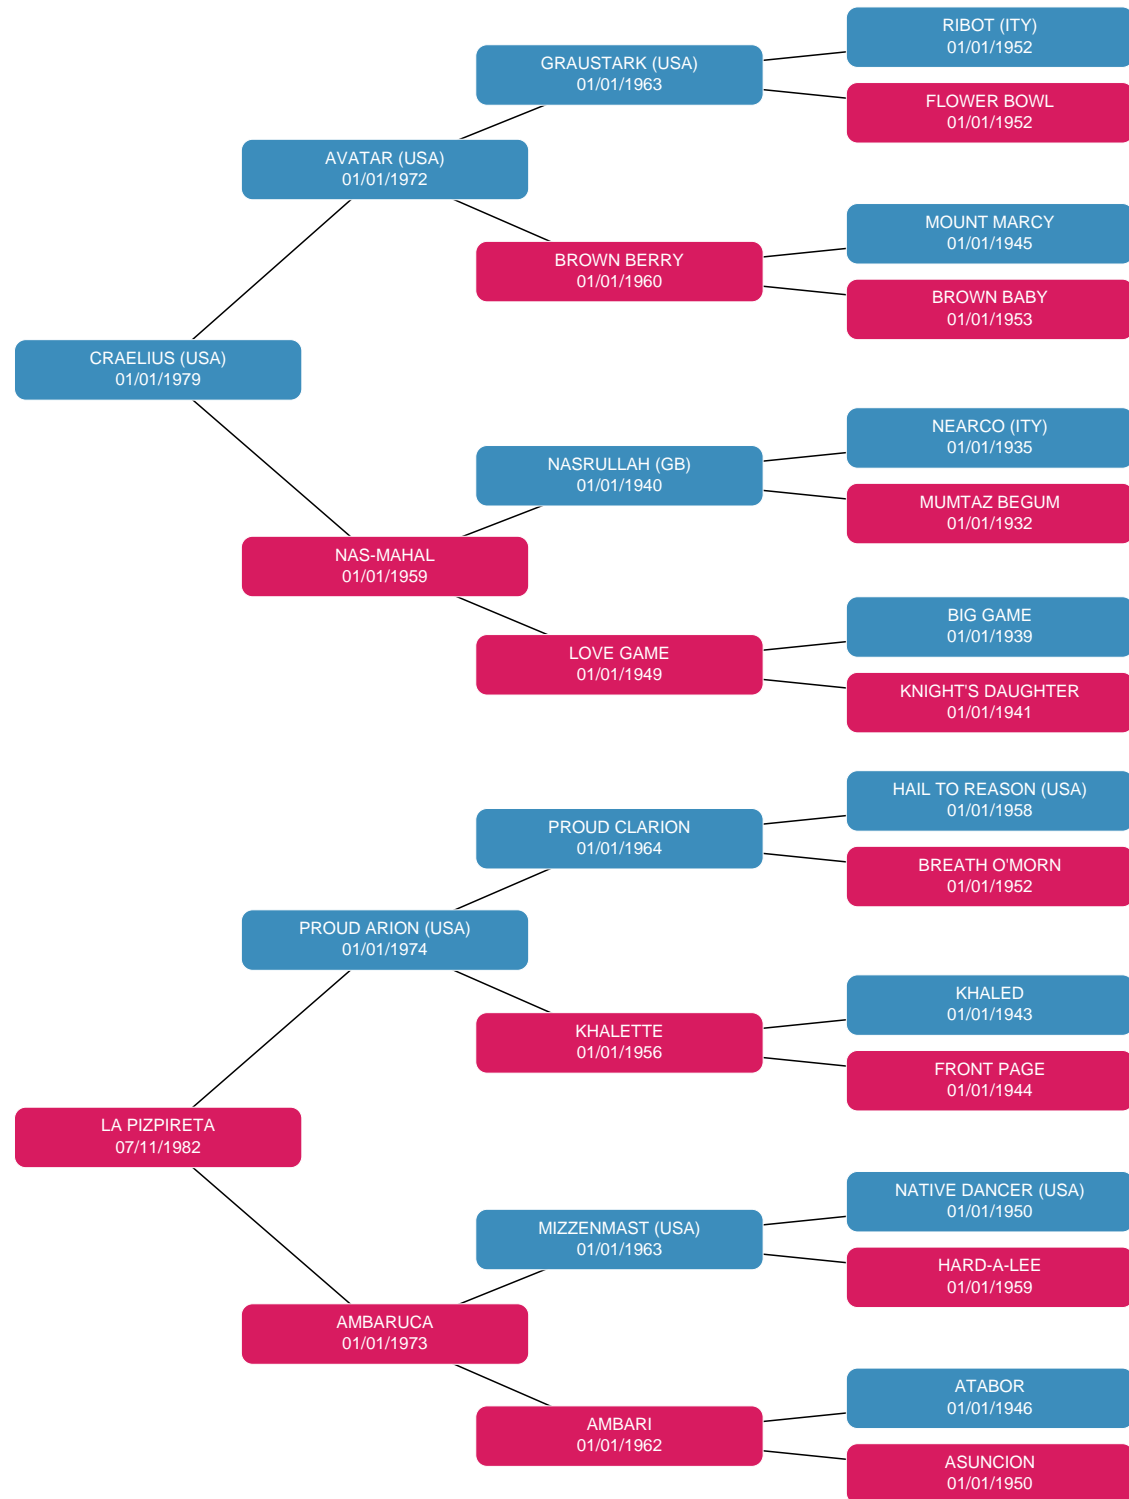 RIBOT (ITY)
01/01/1952
GRAUSTARK (USA)
01/01/1963
FLOWER BOWL
01/01/1952
AVATAR (USA)
01/01/1972
MOUNT MARCY
01/01/1945
BROWN BERRY
01/01/1960
BROWN BABY
01/01/1953
CRAELIUS (USA)
01/01/1979
NEARCO (ITY)
01/01/1935
NASRULLAH (GB)
01/01/1940
MUMTAZ BEGUM
01/01/1932
NAS-MAHAL
01/01/1959
BIG GAME
01/01/1939
LOVE GAME
01/01/1949
KNIGHT'S DAUGHTER
01/01/1941
HAIL TO REASON (USA)
01/01/1958
PROUD CLARION
01/01/1964
BREATH O'MORN
01/01/1952
PROUD ARION (USA)
01/01/1974
KHALED
01/01/1943
KHALETTE
01/01/1956
FRONT PAGE
01/01/1944
LA PIZPIRETA
07/11/1982
NATIVE DANCER (USA)
01/01/1950
MIZZENMAST (USA)
01/01/1963
HARD-A-LEE
01/01/1959
AMBARUCA
01/01/1973
ATABOR
01/01/1946
AMBARI
01/01/1962
ASUNCION
01/01/1950